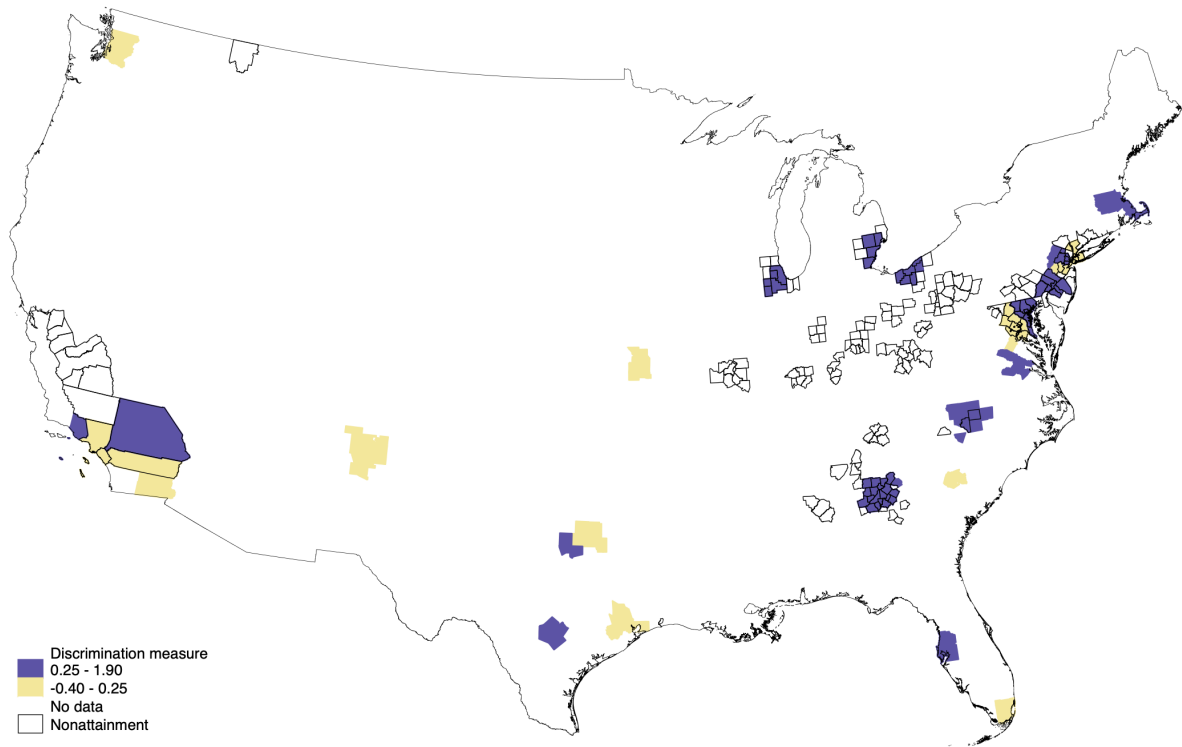 Discrimination measure
0.25 - 1.90
-0.40 - 0.25
No data
Nonattainment